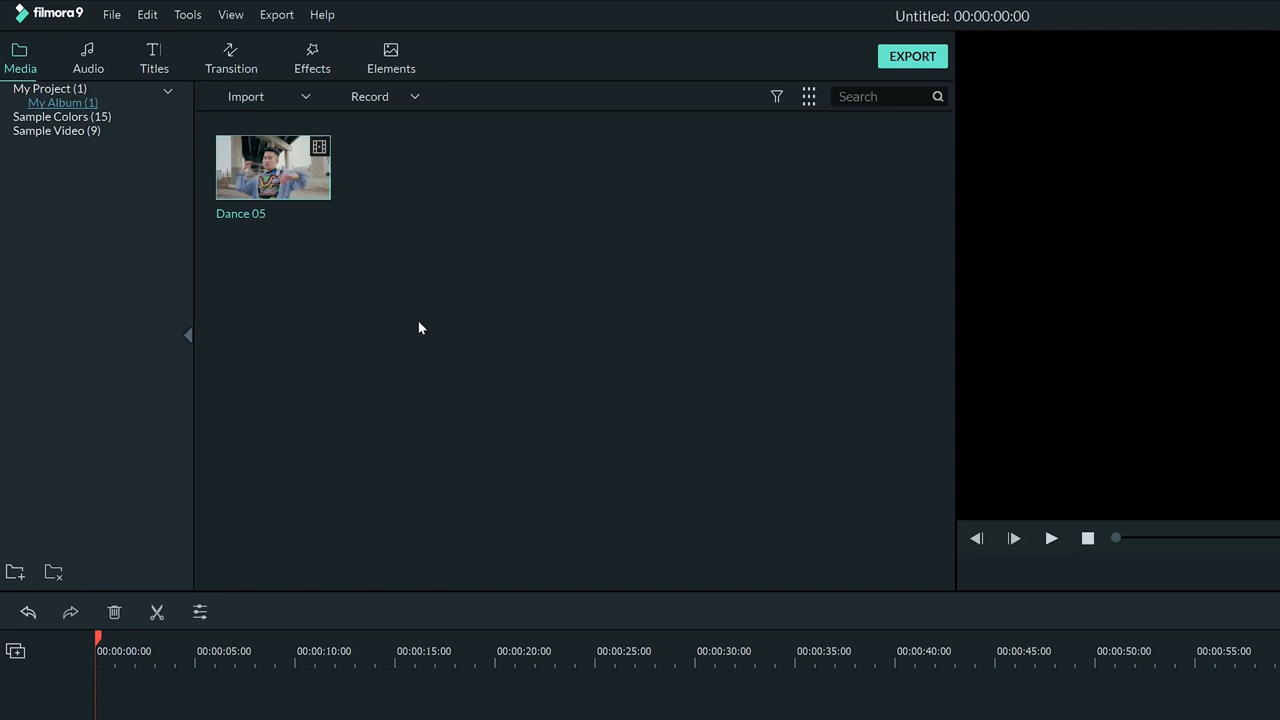 filmora9 File Edit Tools View Export Help Untitled: 00:00:00:00
Media Audio Titles Transition Effects Elements EXPORT
My Project (1)
My Album (1)
Sample Colors (15)
Sample Video (9)
Import Record Search
Dance 05
00:00:00:00 00:00:05:00 00:00:10:00 00:00:15:00 00:00:20:00 00:00:25:00 00:00:30:00 00:00:35:00 00:00:40:00 00:00:45:00 00:00:50:00 00:00:55:00